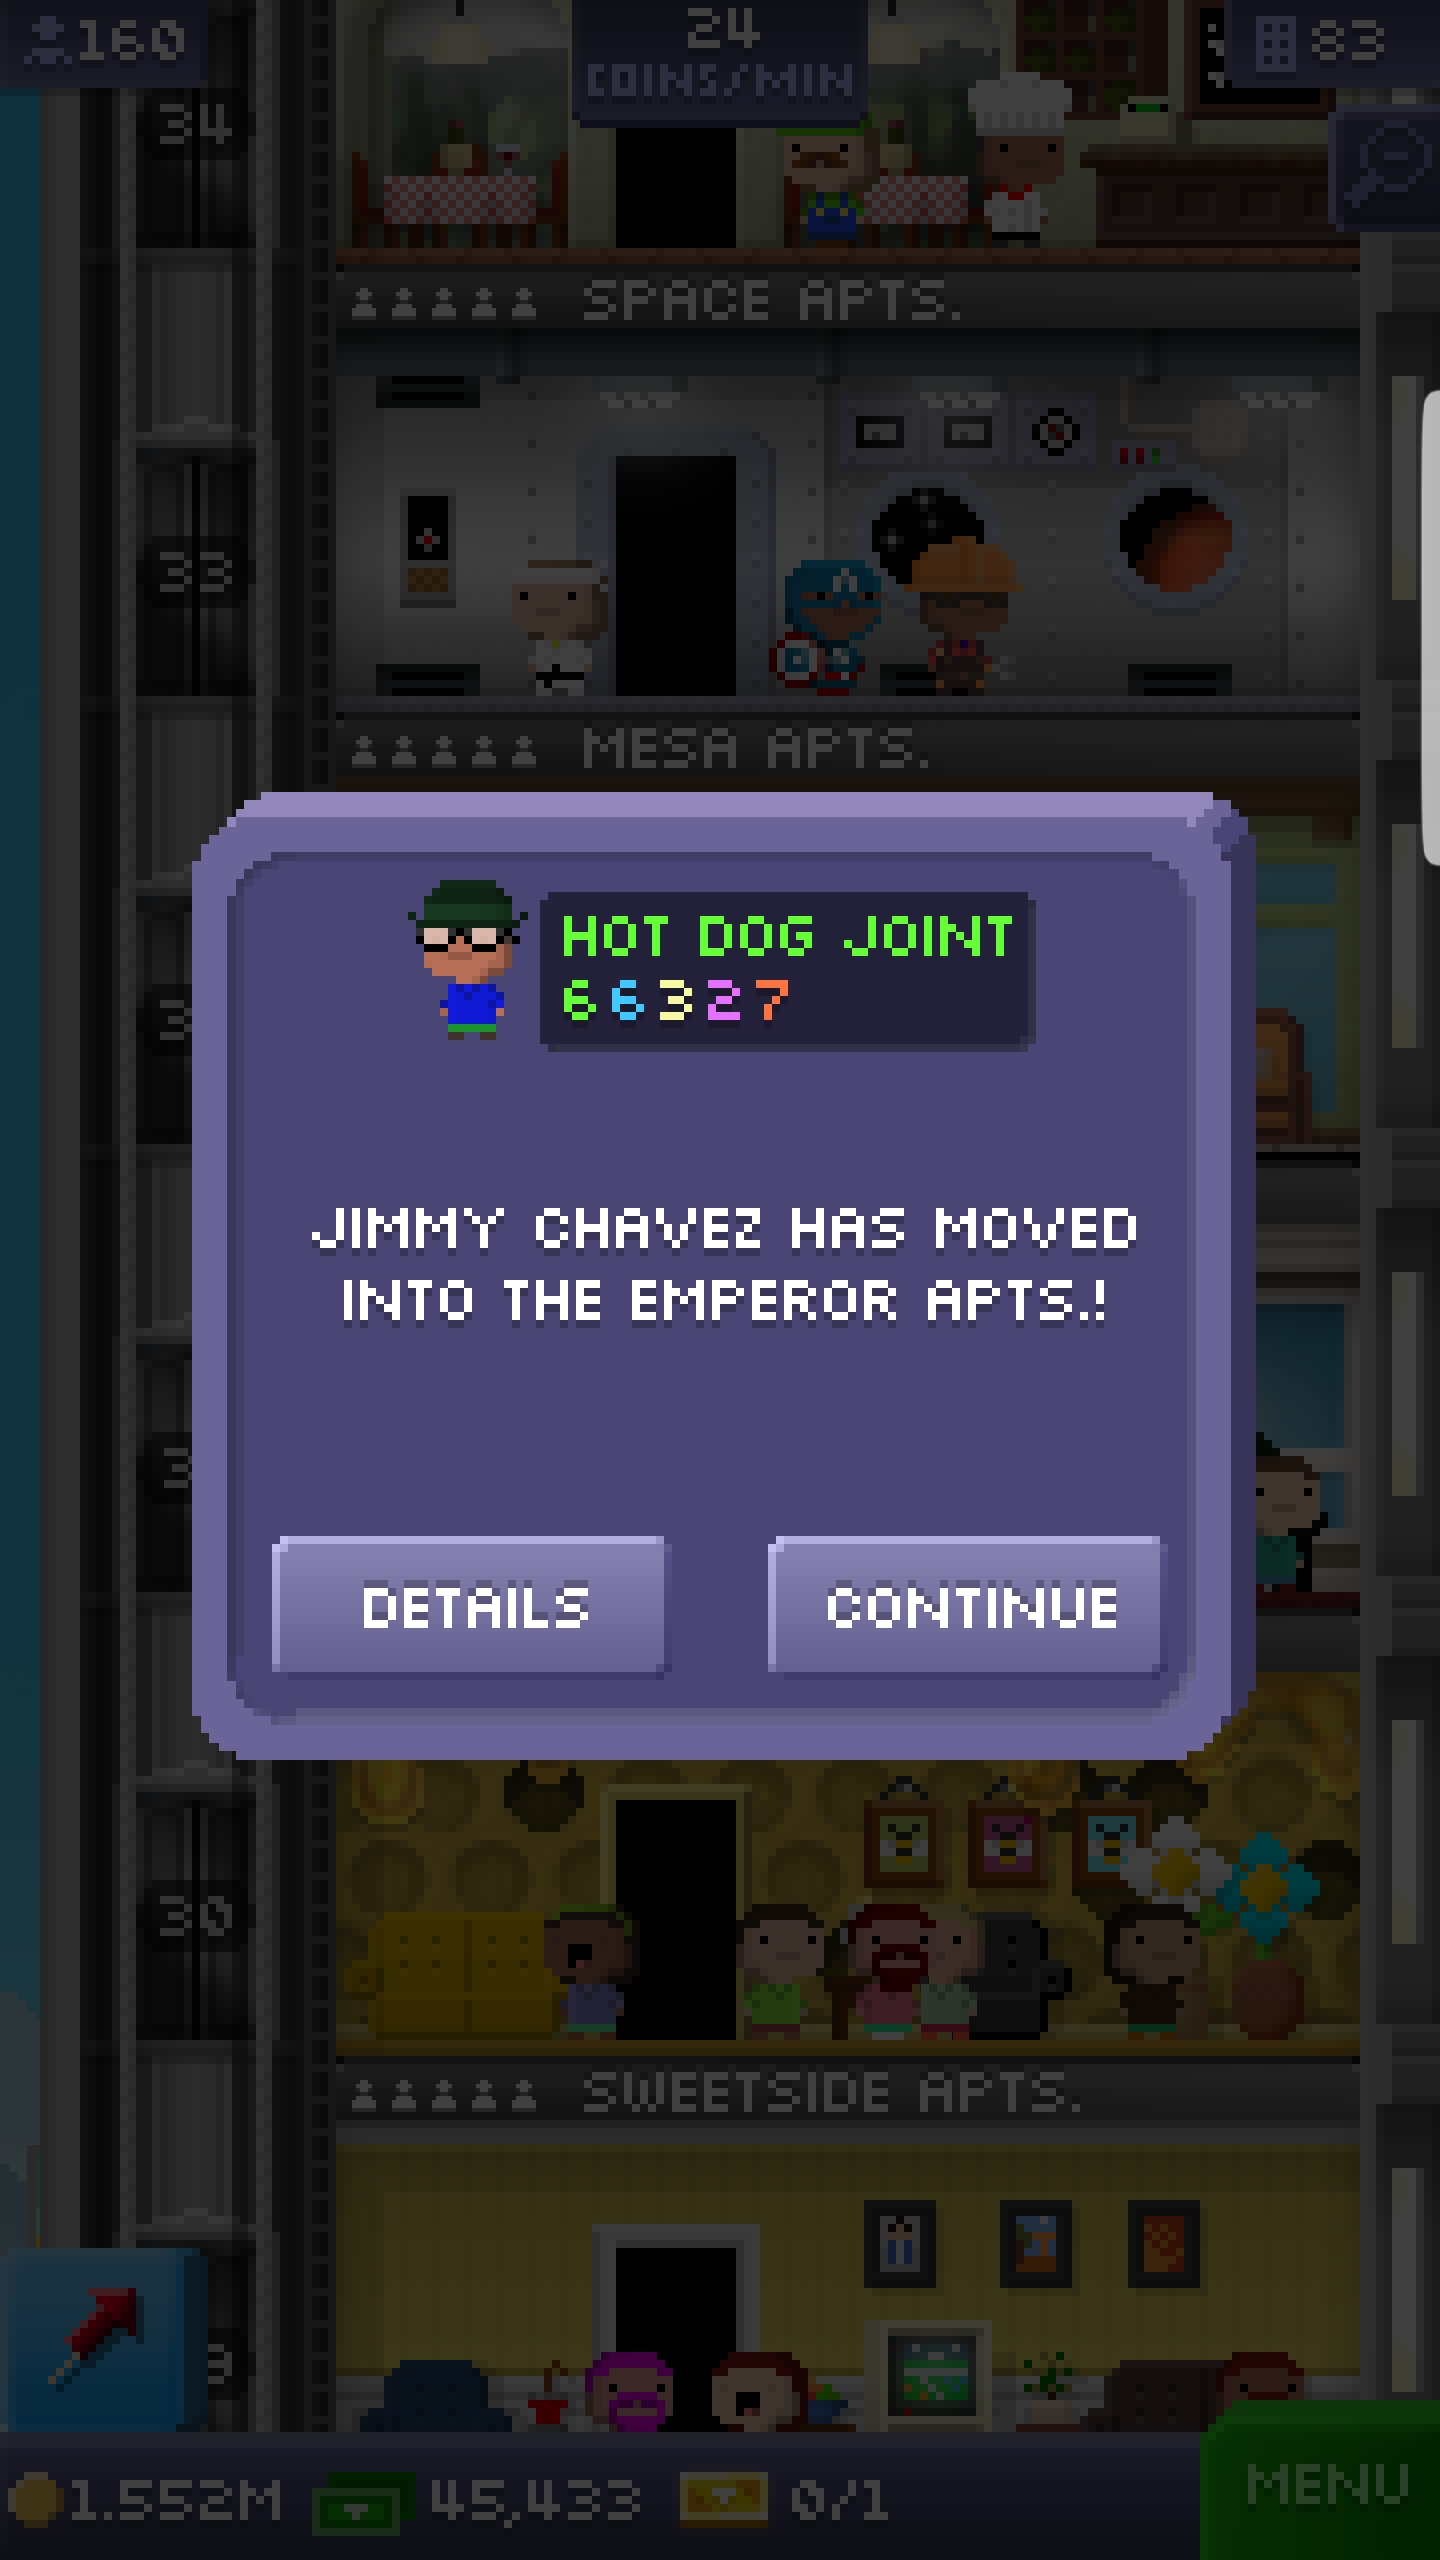 160
24
COINS/MIN
83
34
SPACE APTS.
33
MESA APTS.
HOT DOG JOINT
66327
JIMMY CHAVEZ HAS MOVED
INTO THE EMPEROR APTS.!
DETAILS
CONTINUE
30
SWEETSIDE APTS.
1.552M
45,433
0/1
MENU